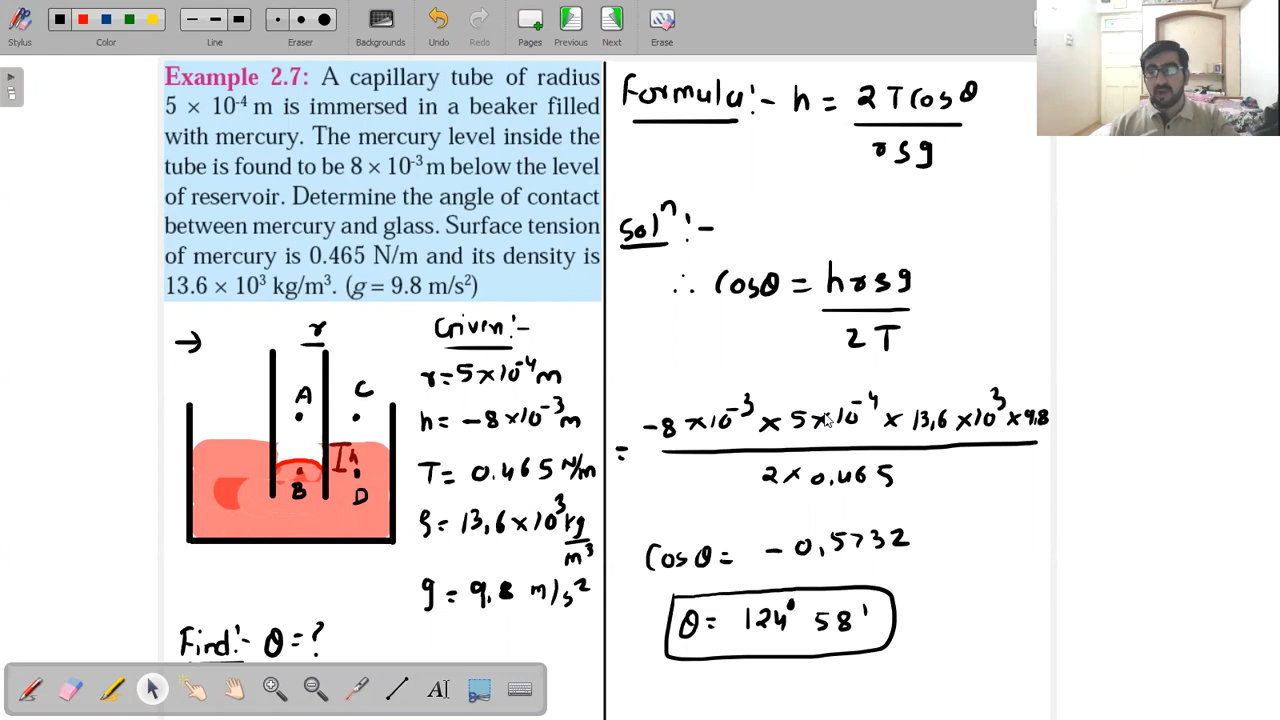 Stylus
Color
Line
Eraser
Backgrounds
Undo
Redo
Pages
Previous
Next
Erase
Example 2.7: A capillary tube of radius
5 × 10⁻⁴ m is immersed in a beaker filled
with mercury. The mercury level inside the
tube is found to be 8 × 10⁻³ m below the level
of reservoir. Determine the angle of contact
between mercury and glass. Surface tension
of mercury is 0.465 N/m and its density is
13.6 × 10³ kg/m³. (g = 9.8 m/s²)
→
r
A
C
h
B
D
Given:-
r = 5×10⁻⁴ m
h = -8 ×10⁻³ m
T = 0.465 N/m
ρ = 13.6 × 10³ kg/m³
g = 9.8 m/s²
Find:- θ = ?
Formula:- h = 2 T cos θ / rρg
Solⁿ:-
∴ cosθ = hrρg / 2T
= -8 ×10⁻³ × 5×10⁻⁴ × 13.6 ×10³ ×9.8 / 2 × 0.465
Cos θ = - 0.5732
θ = 124° 58'